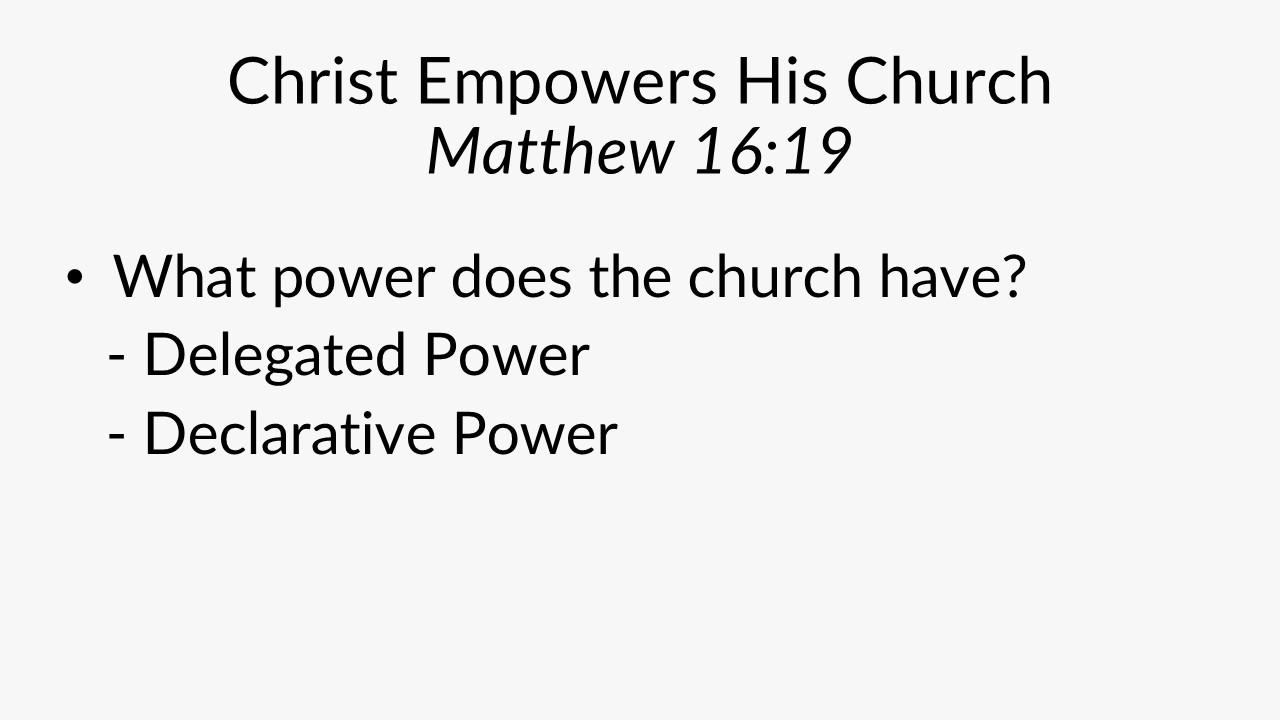 Christ Empowers His Church
Matthew 16:19
• What power does the church have?
- Delegated Power
- Declarative Power